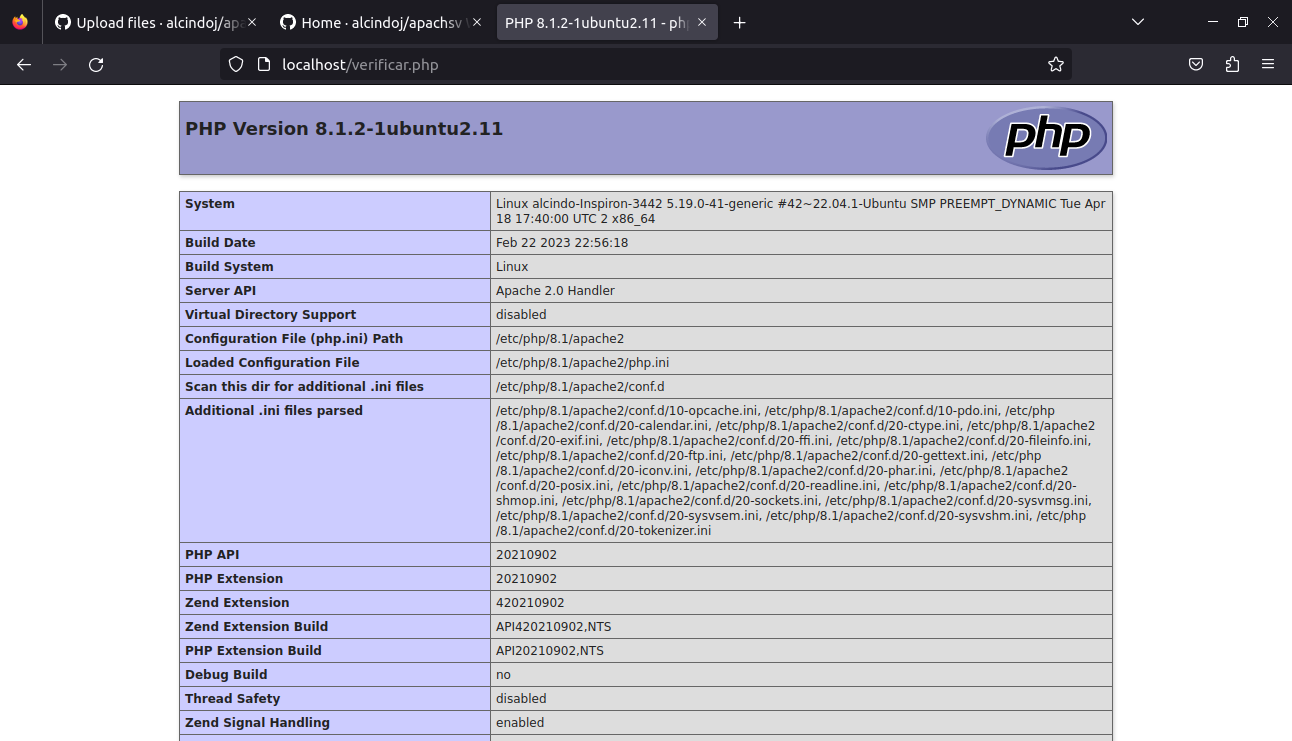 Upload files · alcindoj/apa
Home · alcindoj/apachsv
PHP 8.1.2-1ubuntu2.11 - ph
localhost/verificar.php
PHP Version 8.1.2-1ubuntu2.11
php
System
Linux alcindo-Inspiron-3442 5.19.0-41-generic #42~22.04.1-Ubuntu SMP PREEMPT_DYNAMIC Tue Apr
18 17:40:00 UTC 2 x86_64
Build Date
Feb 22 2023 22:56:18
Build System
Linux
Server API
Apache 2.0 Handler
Virtual Directory Support
disabled
Configuration File (php.ini) Path
/etc/php/8.1/apache2
Loaded Configuration File
/etc/php/8.1/apache2/php.ini
Scan this dir for additional .ini files
/etc/php/8.1/apache2/conf.d
Additional .ini files parsed
/etc/php/8.1/apache2/conf.d/10-opcache.ini, /etc/php/8.1/apache2/conf.d/10-pdo.ini, /etc/php
/8.1/apache2/conf.d/20-calendar.ini, /etc/php/8.1/apache2/conf.d/20-ctype.ini, /etc/php/8.1/apache2
/conf.d/20-exif.ini, /etc/php/8.1/apache2/conf.d/20-ffi.ini, /etc/php/8.1/apache2/conf.d/20-fileinfo.ini,
/etc/php/8.1/apache2/conf.d/20-ftp.ini, /etc/php/8.1/apache2/conf.d/20-gettext.ini, /etc/php
/8.1/apache2/conf.d/20-iconv.ini, /etc/php/8.1/apache2/conf.d/20-phar.ini, /etc/php/8.1/apache2
/conf.d/20-posix.ini, /etc/php/8.1/apache2/conf.d/20-readline.ini, /etc/php/8.1/apache2/conf.d/20-
shmop.ini, /etc/php/8.1/apache2/conf.d/20-sockets.ini, /etc/php/8.1/apache2/conf.d/20-sysvmsg.ini,
/etc/php/8.1/apache2/conf.d/20-sysvsem.ini, /etc/php/8.1/apache2/conf.d/20-sysvshm.ini, /etc/php
/8.1/apache2/conf.d/20-tokenizer.ini
PHP API
20210902
PHP Extension
20210902
Zend Extension
420210902
Zend Extension Build
API420210902,NTS
PHP Extension Build
API20210902,NTS
Debug Build
no
Thread Safety
disabled
Zend Signal Handling
enabled